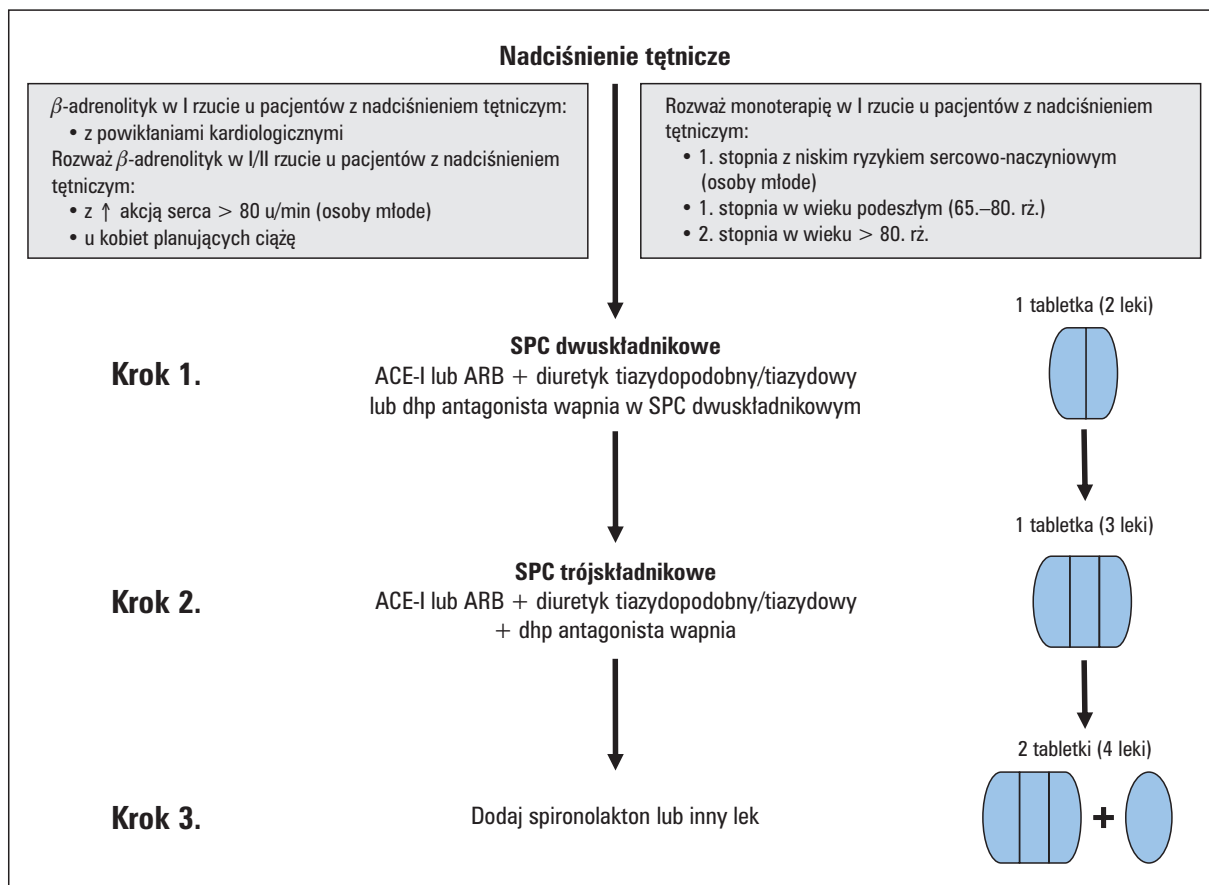 Nadciśnienie tętnicze
β-adrenolityk w I rzucie u pacjentów z nadciśnieniem tętniczym:
• z powikłaniami kardiologicznymi
Rozważ β-adrenolityk w I/II rzucie u pacjentów z nadciśnieniem
tętniczym:
• z ↑ akcją serca > 80 u/min (osoby młode)
• u kobiet planujących ciążę
Rozważ monoterapię w I rzucie u pacjentów z nadciśnieniem
tętniczym:
• 1. stopnia z niskim ryzykiem sercowo-naczyniowym
(osoby młode)
• 1. stopnia w wieku podeszłym (65.–80. rż.)
• 2. stopnia w wieku > 80. rż.
Krok 1.
SPC dwuskładnikowe
ACE-I lub ARB + diuretyk tiazydopodobny/tiazydowy
lub dhp antagonista wapnia w SPC dwuskładnikowym
1 tabletka (2 leki)
Krok 2.
SPC trójskładnikowe
ACE-I lub ARB + diuretyk tiazydopodobny/tiazydowy
+ dhp antagonista wapnia
1 tabletka (3 leki)
Krok 3.
Dodaj spironolakton lub inny lek
2 tabletki (4 leki)
+